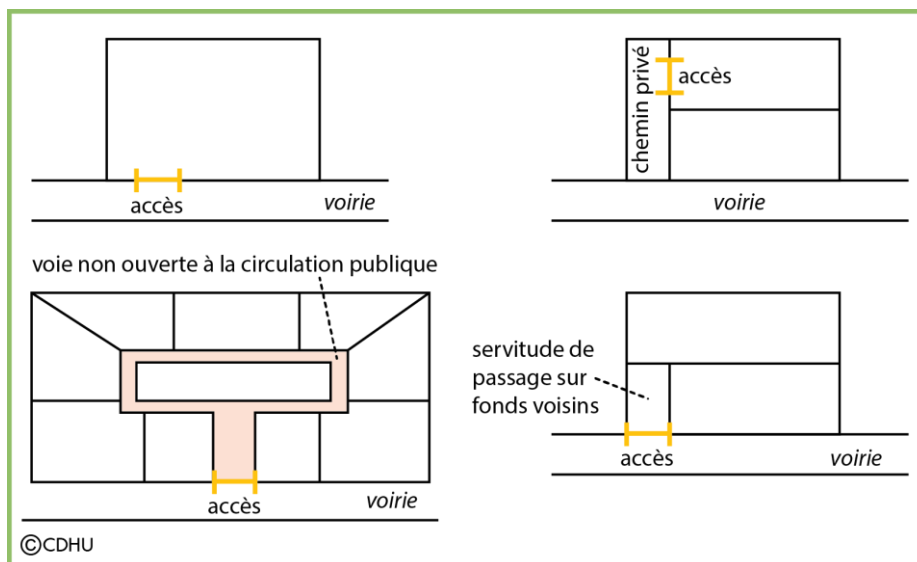 accès
voirie
chemin privé
accès
voirie
voie non ouverte à la circulation publique
accès
voirie
servitude de
passage sur
fonds voisins
accès
voirie
©CDHU